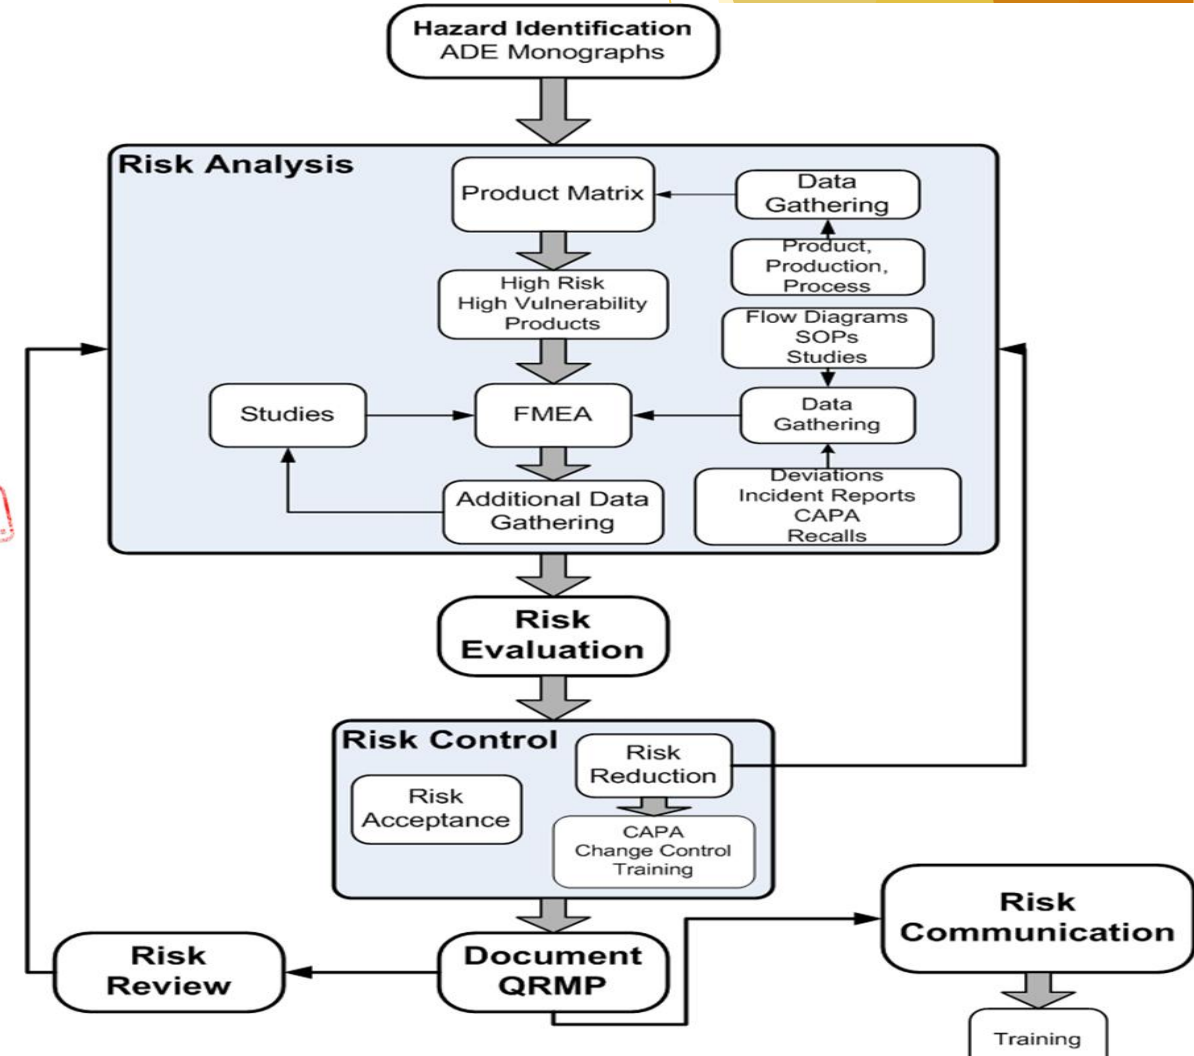 Hazard Identification
ADE Monographs
Risk Analysis
Product Matrix
Data
Gathering
Product,
Production,
Process
High Risk
High Vulnerability
Products
Flow Diagrams
SOPs
Studies
Studies
FMEA
Data
Gathering
Additional Data
Gathering
Deviations
Incident Reports
CAPA
Recalls
Risk
Evaluation
Risk Control
Risk
Reduction
Risk
Acceptance
CAPA
Change Control
Training
Risk
Communication
Document
QRMP
Risk
Review
Training